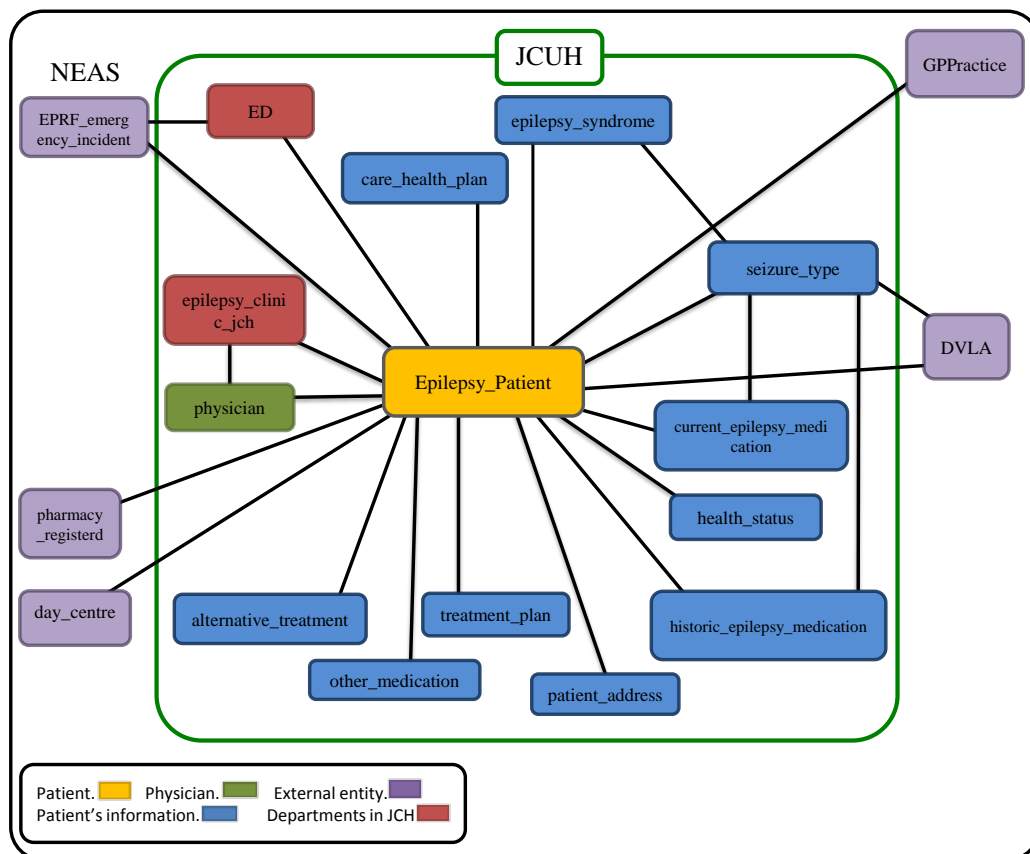 JCUH
NEAS
GPPractice
EPRF_emerg
ency_incident
ED
epilepsy_syndrome
care_health_plan
seizure_type
epilepsy_clini
c_jch
DVLA
Epilepsy_Patient
physician
current_epilepsy_medi
cation
pharmacy
_registerd
health_status
day_centre
alternative_treatment
treatment_plan
historic_epilepsy_medication
other_medication
patient_address
Patient.
Physician.
External entity.
Patient’s information.
Departments in JCH